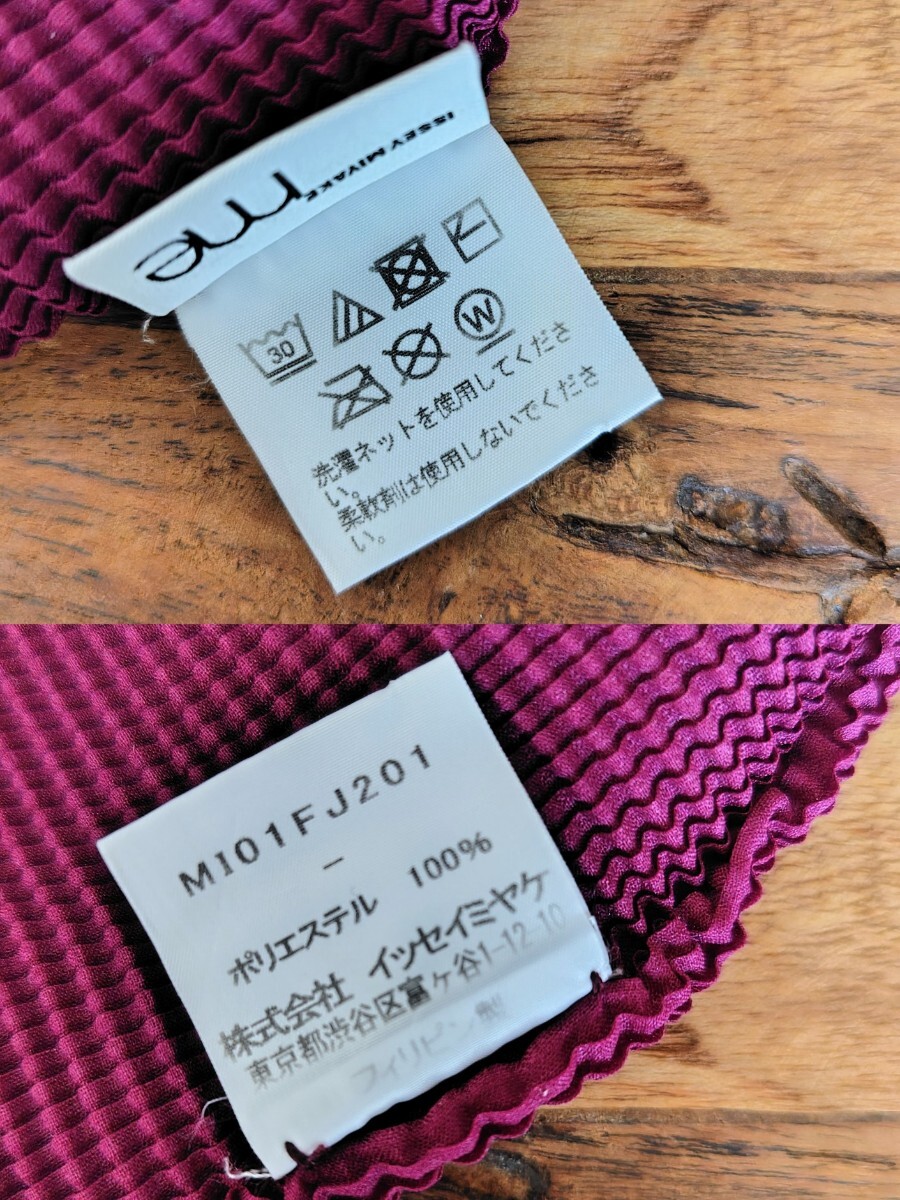 me ISSEY MIYAKE
30
W
洗濯ネットを使用してくださ
い。
柔軟剤は使用しないでくださ
い。
MI01FJ201
–
ポリエステル 100%
株式会社 イッセイミヤケ
東京都渋谷区富ヶ谷1-12-10
フィリピン製